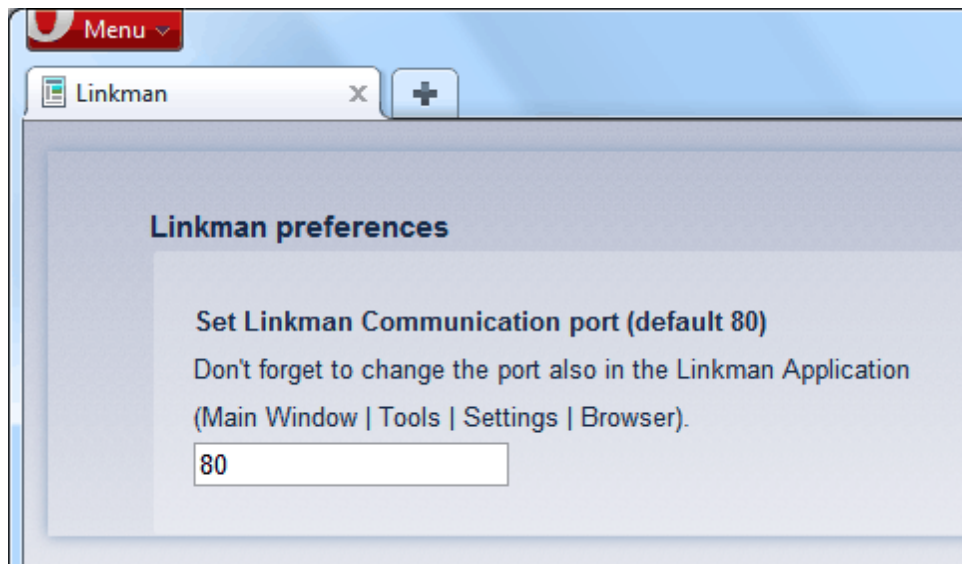 Menu
Linkman
Linkman preferences
Set Linkman Communication port (default 80)
Don't forget to change the port also in the Linkman Application
(Main Window | Tools | Settings | Browser).
80